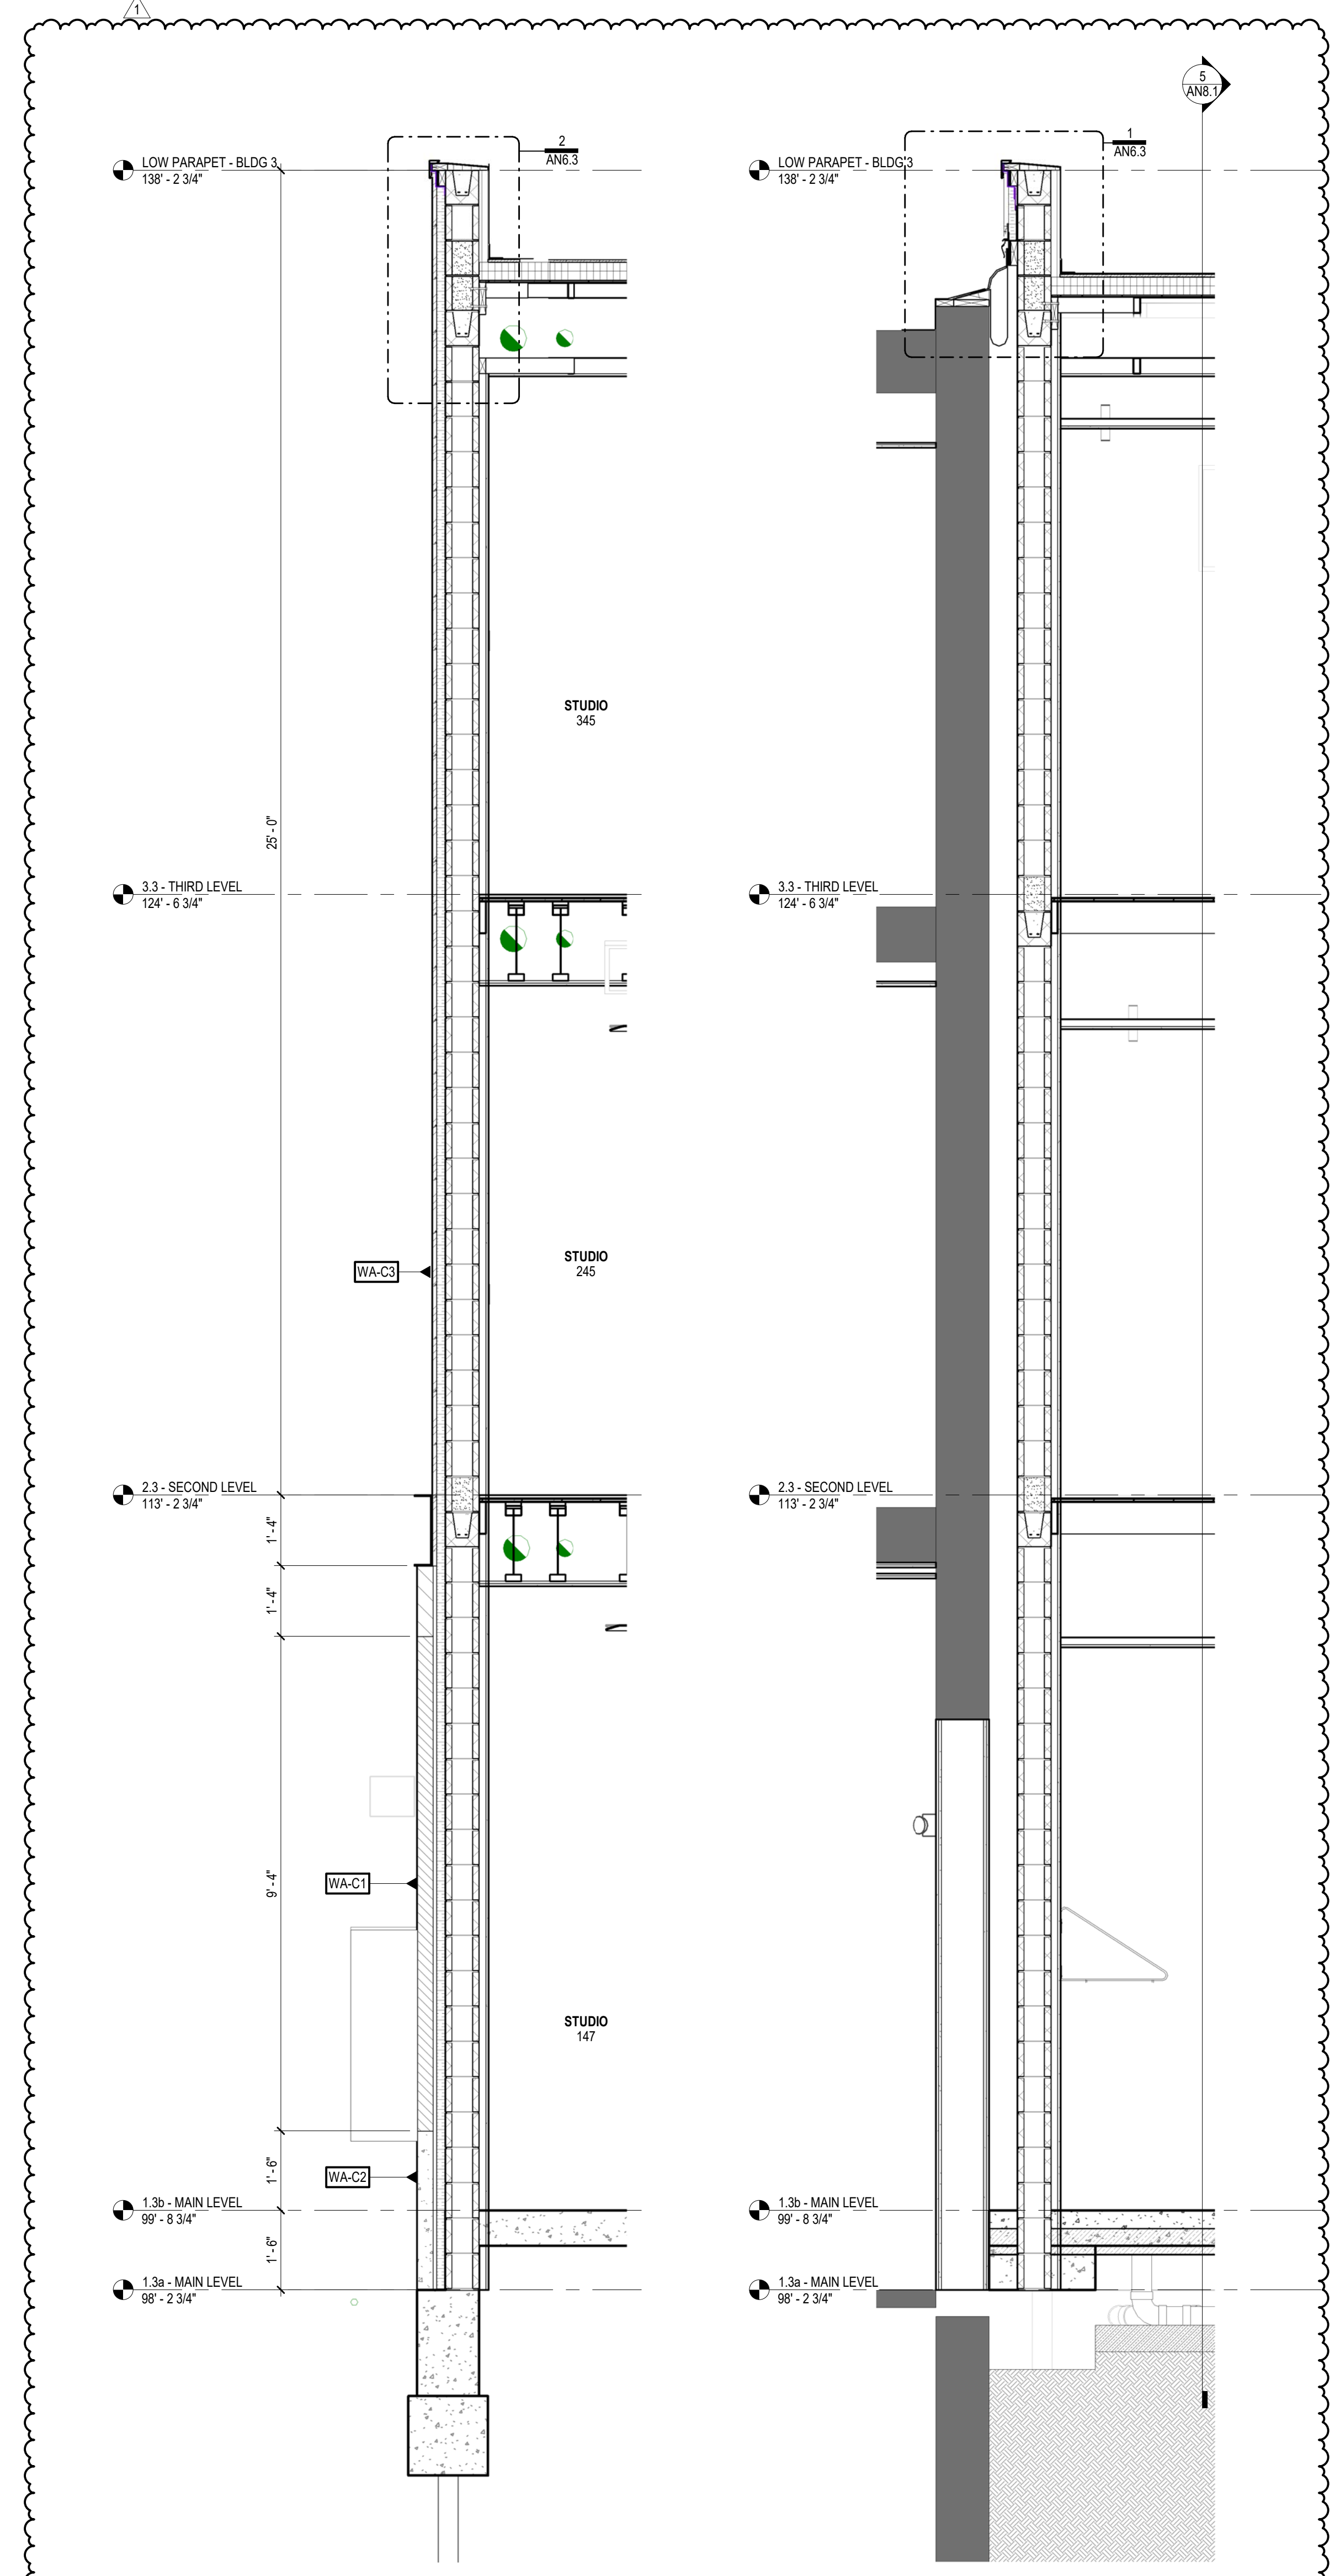 1
5
AN8.1
LOW PARAPET - BLDG 3
138' - 2 3/4"
2
AN6.3
LOW PARAPET - BLDG 3
138' - 2 3/4"
1
AN6.3
STUDIO
345
25' - 0"
3.3 - THIRD LEVEL
124' - 6 3/4"
3.3 - THIRD LEVEL
124' - 6 3/4"
STUDIO
245
WA-C3
2.3 - SECOND LEVEL
113' - 2 3/4"
2.3 - SECOND LEVEL
113' - 2 3/4"
1' - 4"
1' - 4"
9' - 4"
WA-C1
STUDIO
147
1' - 6"
WA-C2
1.3b - MAIN LEVEL
99' - 8 3/4"
1.3b - MAIN LEVEL
99' - 8 3/4"
1' - 6"
1.3a - MAIN LEVEL
98' - 2 3/4"
1.3a - MAIN LEVEL
98' - 2 3/4"